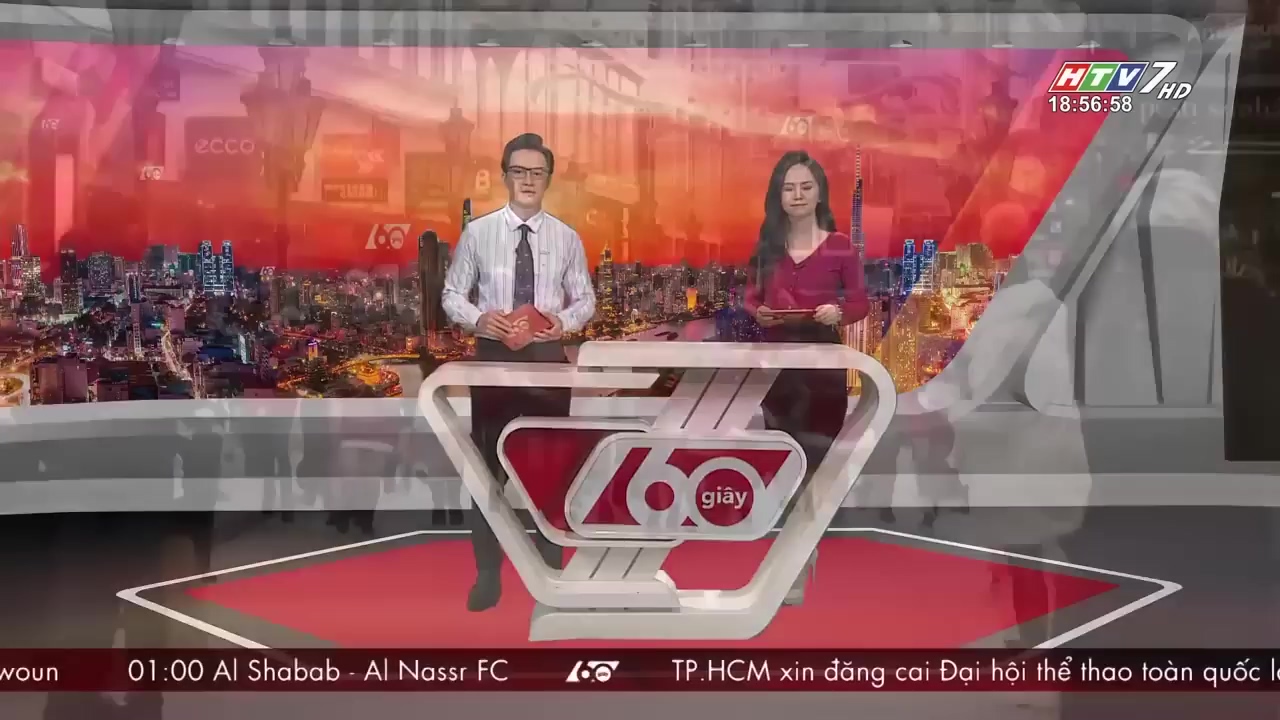 HTV7 HD
18:56:58
ecco
60
giây
woun 01:00 Al Shabab - Al Nassr FC 60 giây TP.HCM xin đăng cai Đại hội thể thao toàn quốc l